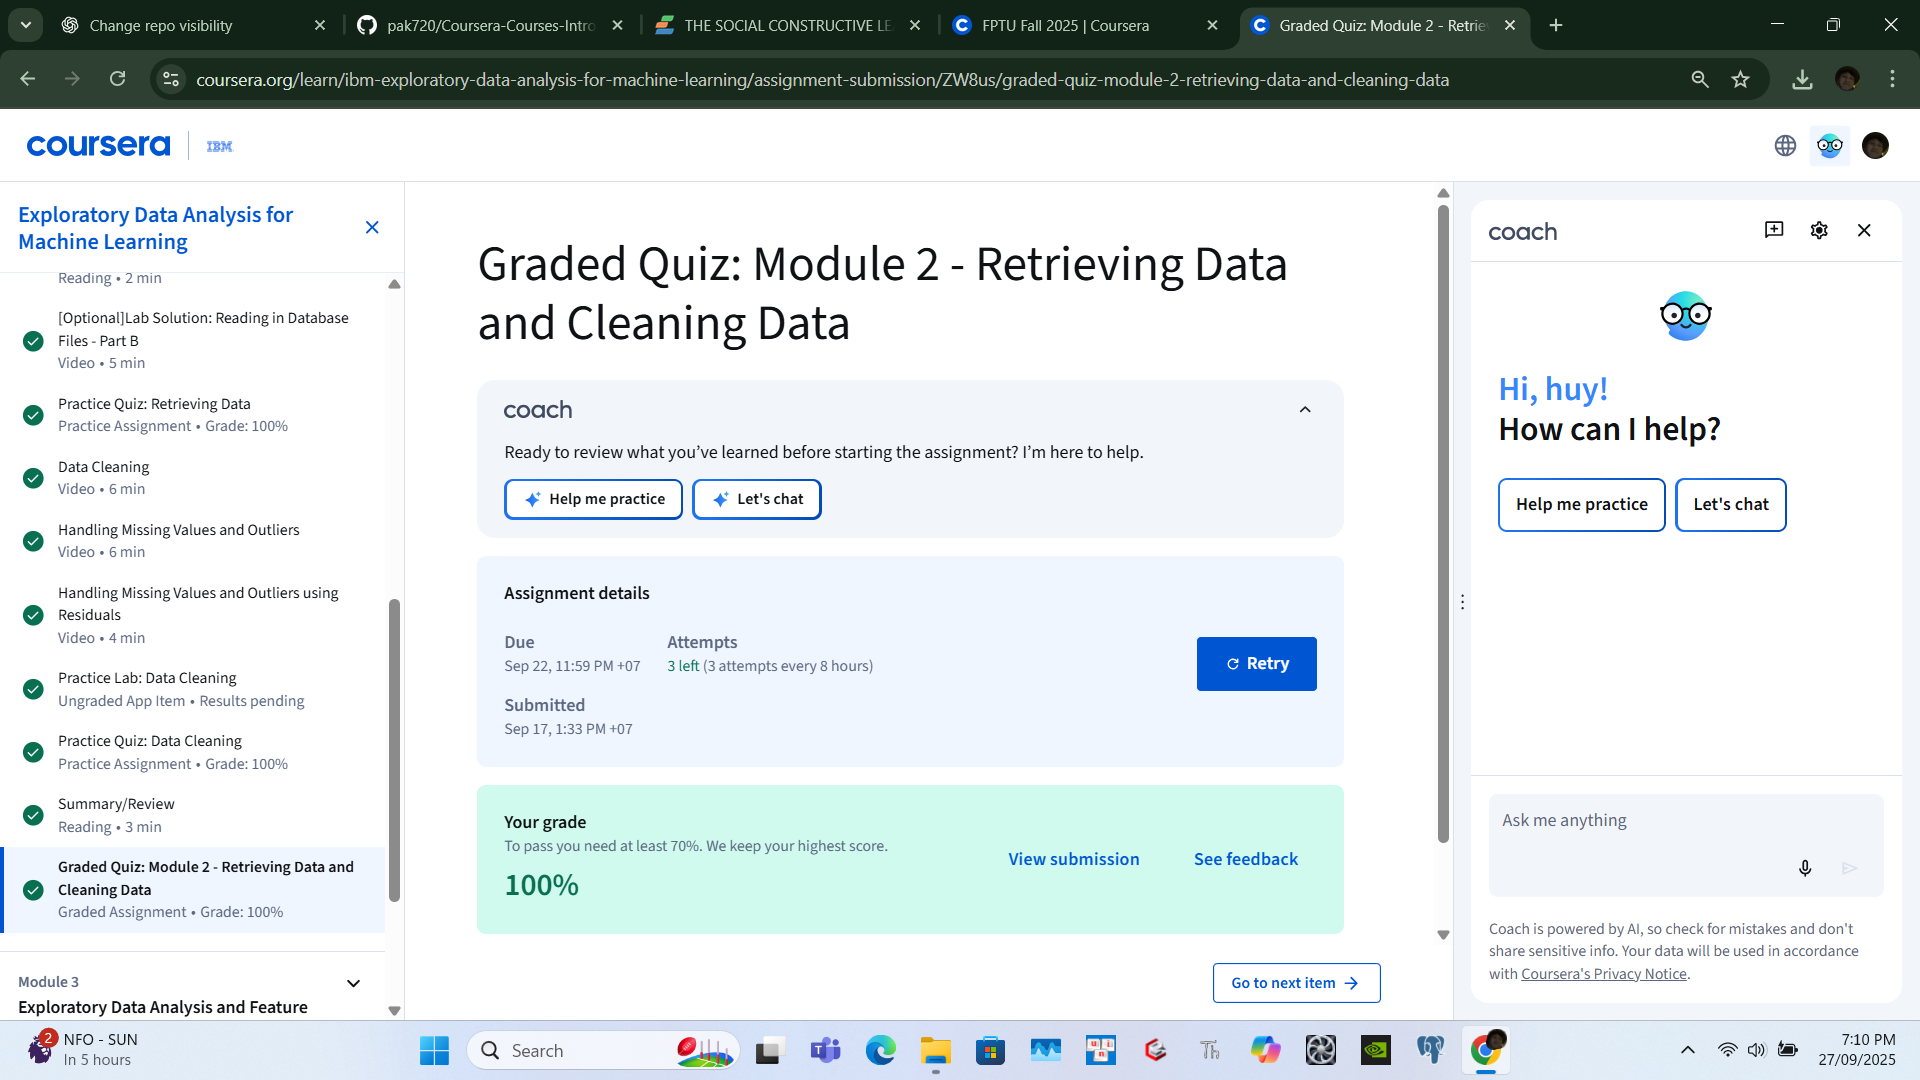 Change repo visibility
pak720/Coursera-Courses-Intro
THE SOCIAL CONSTRUCTIVE LE
FPTU Fall 2025 | Coursera
Graded Quiz: Module 2 - Retrie
coursera.org/learn/ibm-exploratory-data-analysis-for-machine-learning/assignment-submission/ZW8us/graded-quiz-module-2-retrieving-data-and-cleaning-data
coursera
IBM
Exploratory Data Analysis for
Machine Learning
Reading • 2 min
[Optional]Lab Solution: Reading in Database
Files - Part B
Video • 5 min
Practice Quiz: Retrieving Data
Practice Assignment • Grade: 100%
Data Cleaning
Video • 6 min
Handling Missing Values and Outliers
Video • 6 min
Handling Missing Values and Outliers using
Residuals
Video • 4 min
Practice Lab: Data Cleaning
Ungraded App Item • Results pending
Practice Quiz: Data Cleaning
Practice Assignment • Grade: 100%
Summary/Review
Reading • 3 min
Graded Quiz: Module 2 - Retrieving Data and
Cleaning Data
Graded Assignment • Grade: 100%
Module 3
Exploratory Data Analysis and Feature
Graded Quiz: Module 2 - Retrieving Data
and Cleaning Data
coach
Ready to review what you’ve learned before starting the assignment? I’m here to help.
Help me practice
Let's chat
Assignment details
Due
Sep 22, 11:59 PM +07
Attempts
3 left (3 attempts every 8 hours)
Submitted
Sep 17, 1:33 PM +07
Retry
Your grade
To pass you need at least 70%. We keep your highest score.
100%
View submission
See feedback
Go to next item
coach
Hi, huy!
How can I help?
Help me practice
Let's chat
Ask me anything
Coach is powered by AI, so check for mistakes and don't
share sensitive info. Your data will be used in accordance
with Coursera's Privacy Notice.
2
NFO - SUN
In 5 hours
Search
Th
7:10 PM
27/09/2025